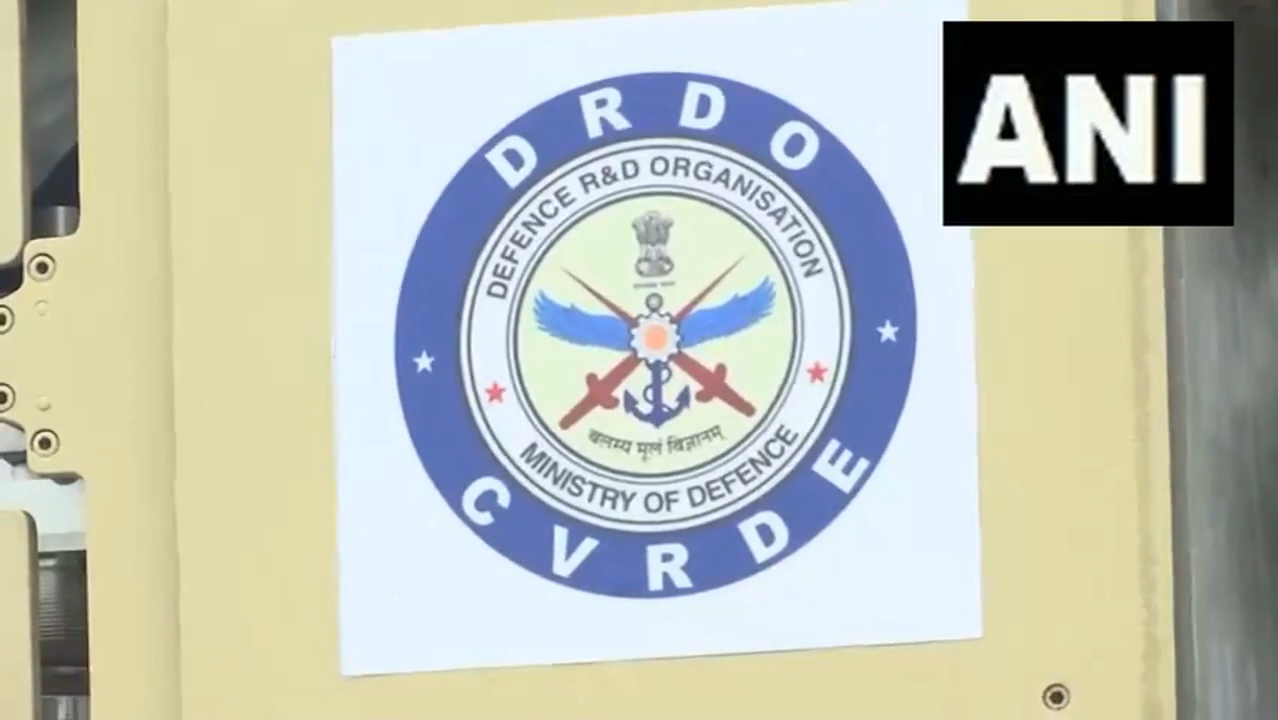 ANI
DRDO
DEFENCE R&D ORGANISATION
बलस्य मूलं विज्ञानम्
MINISTRY OF DEFENCE
CVRDE